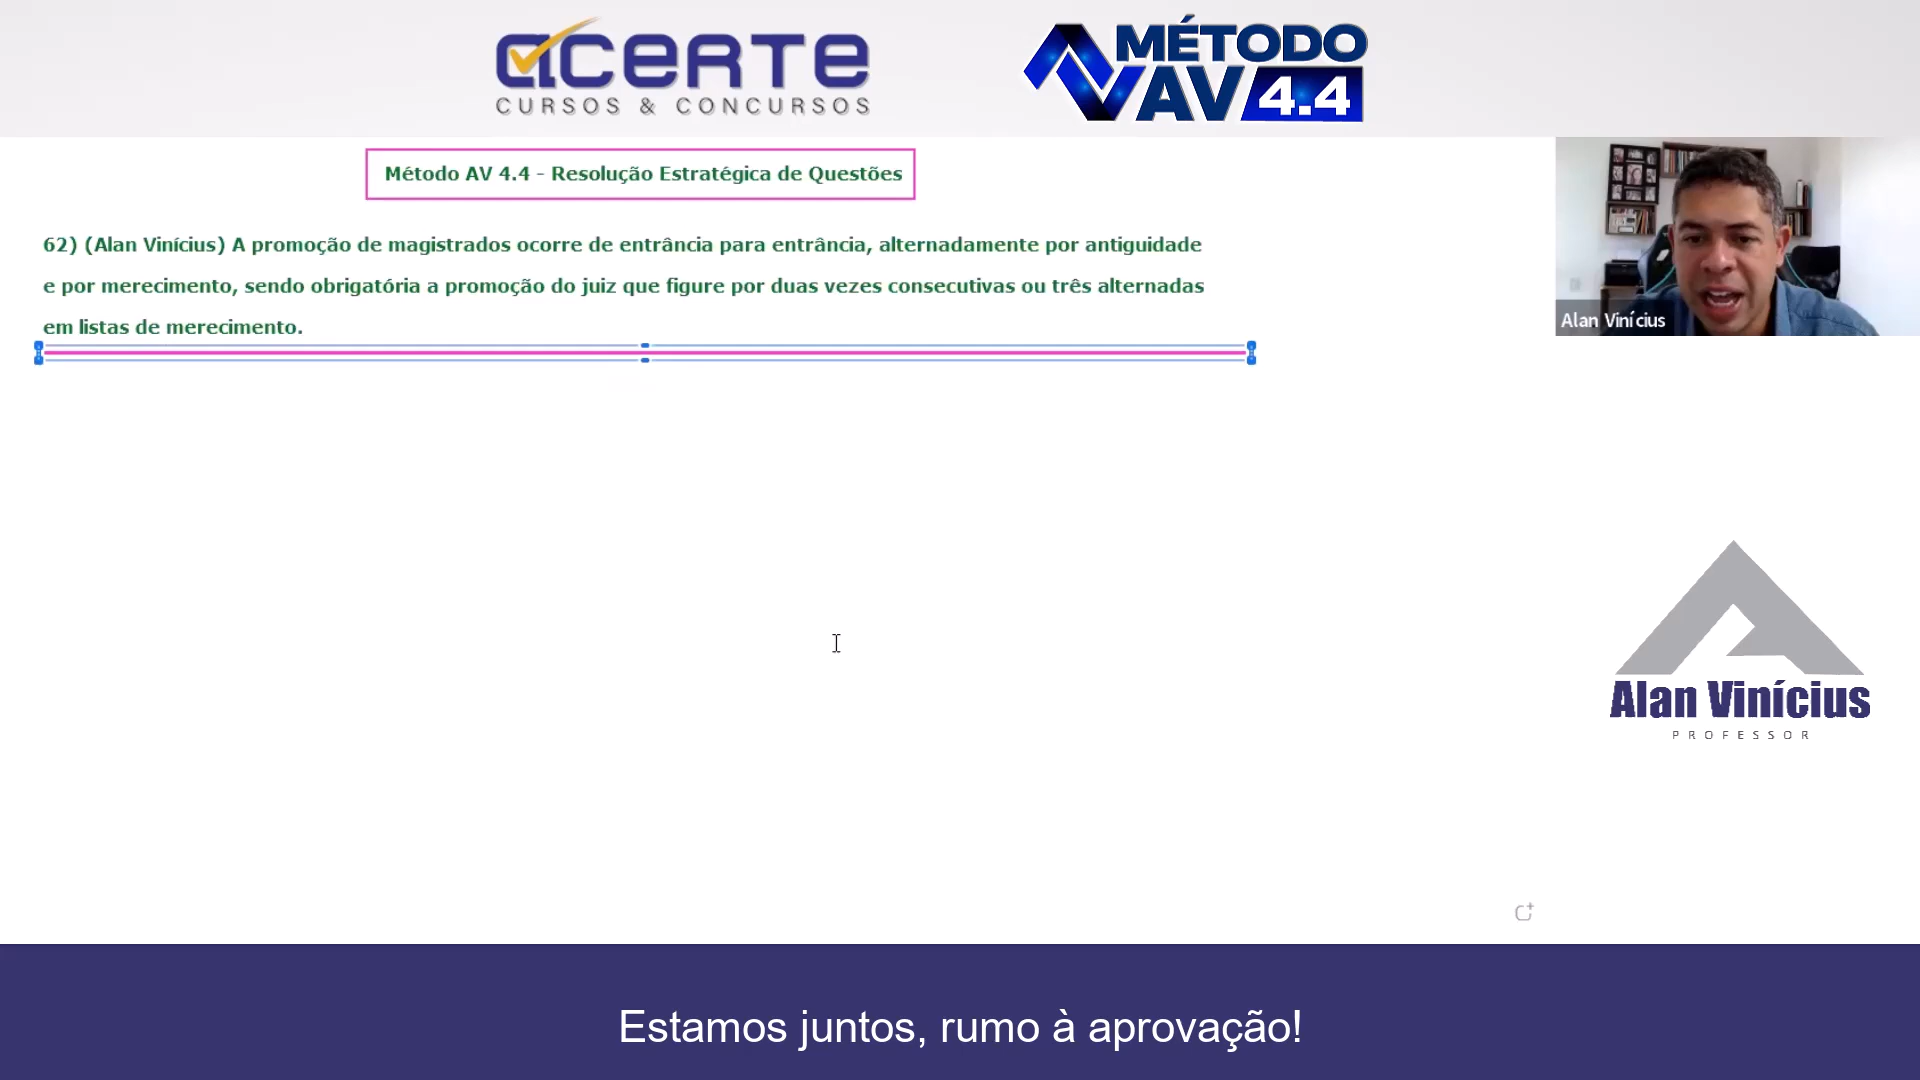 acerte
CURSOS & CONCURSOS
MÉTODO
AV 4.4
Método AV 4.4 - Resolução Estratégica de Questões
62) (Alan Vinícius) A promoção de magistrados ocorre de entrância para entrância, alternadamente por antiguidade
e por merecimento, sendo obrigatória a promoção do juiz que figure por duas vezes consecutivas ou três alternadas
em listas de merecimento.
Alan Vinícius
Alan Vinícius
PROFESSOR
Estamos juntos, rumo à aprovação!